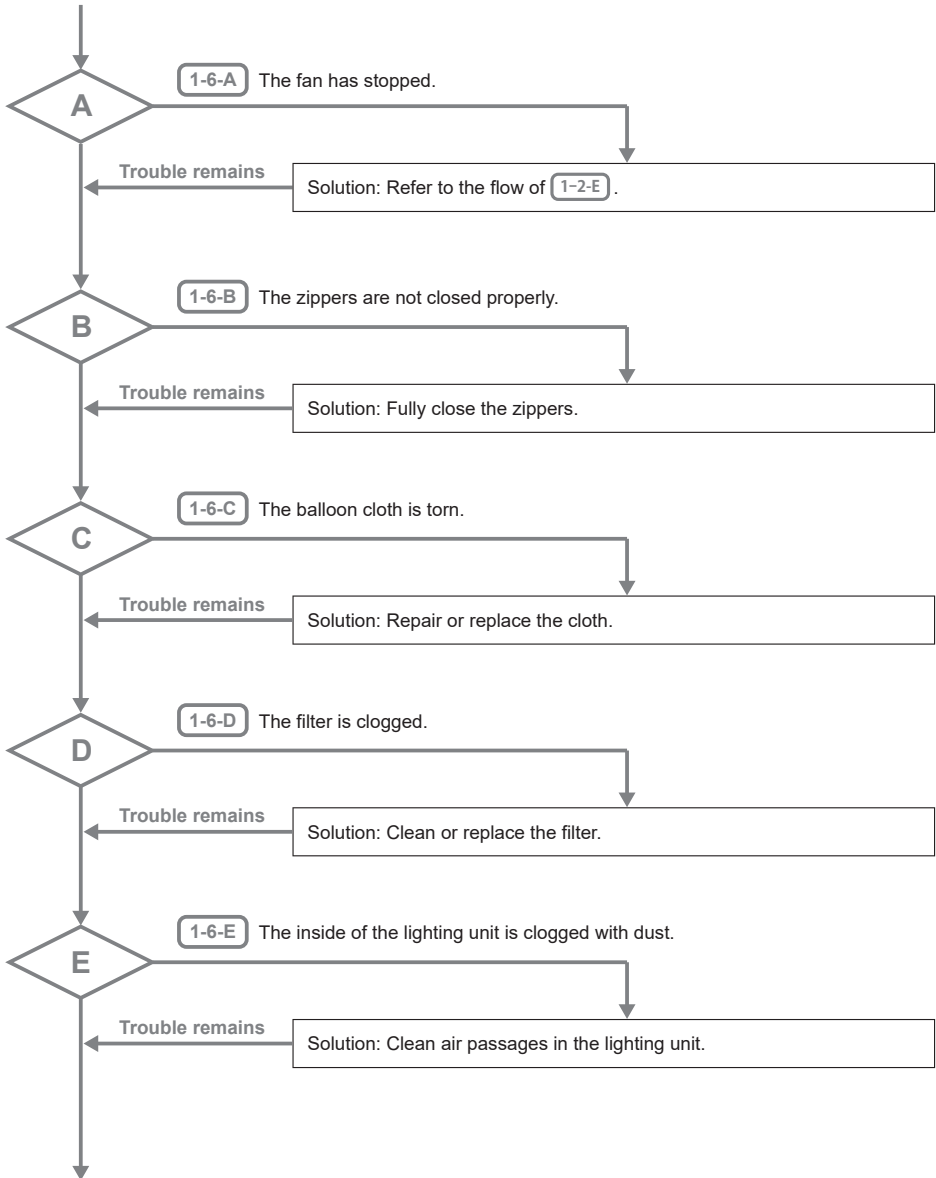 1-6-A The fan has stopped.
A
Trouble remains
Solution: Refer to the flow of 1−2-E .
1-6-B The zippers are not closed properly.
B
Trouble remains
Solution: Fully close the zippers.
1-6-C The balloon cloth is torn.
C
Trouble remains
Solution: Repair or replace the cloth.
1-6-D The filter is clogged.
D
Trouble remains
Solution: Clean or replace the filter.
1-6-E The inside of the lighting unit is clogged with dust.
E
Trouble remains
Solution: Clean air passages in the lighting unit.